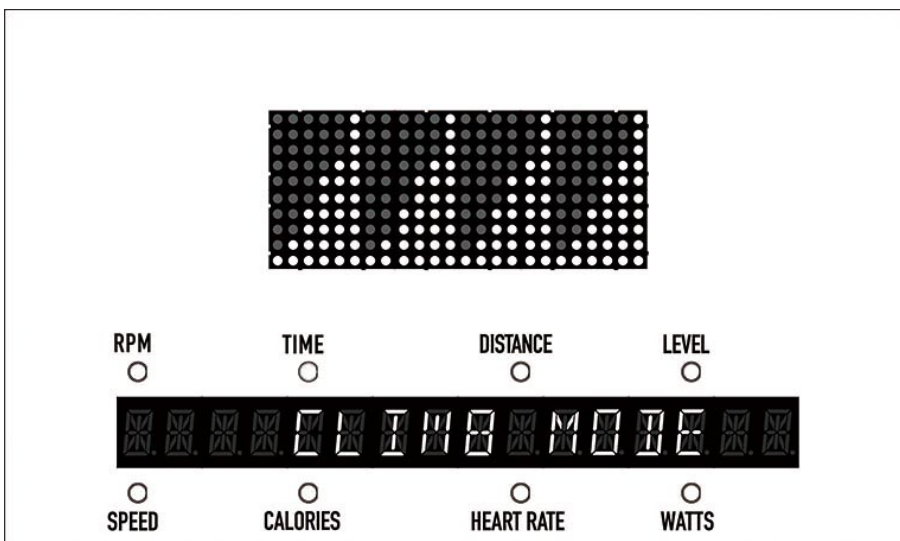 RPM TIME DISTANCE LEVEL
CLIMB MODE
SPEED CALORIES HEART RATE WATTS